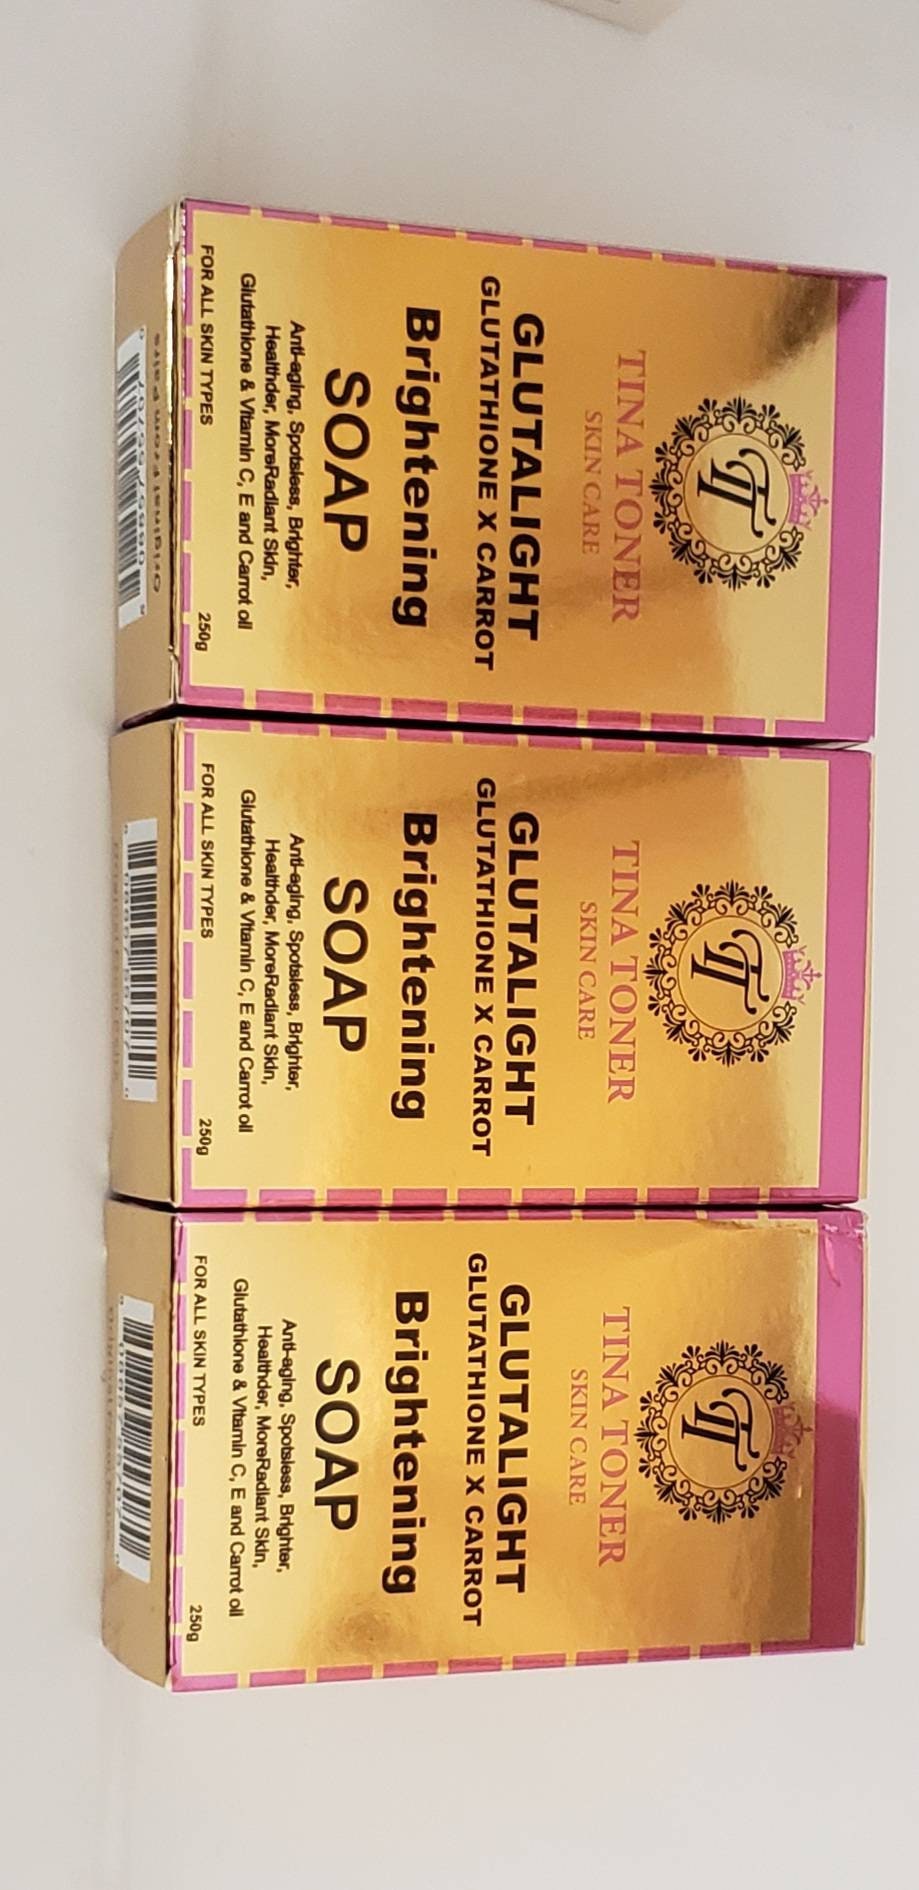 TT
TINA TONER
SKIN CARE
GLUTALIGHT
GLUTATHIONE X CARROT
Brightening
SOAP
Anti-aging, Spotsless, Brighter,
Healthder, MoreRadiant Skin,
Glutathione & Vitamin C, E and Carrot oil
FOR ALL SKIN TYPES
250g
TT
TINA TONER
SKIN CARE
GLUTALIGHT
GLUTATHIONE X CARROT
Brightening
SOAP
Anti-aging, Spotsless, Brighter,
Healthder, MoreRadiant Skin,
Glutathione & Vitamin C, E and Carrot oil
FOR ALL SKIN TYPES
250g
TT
TINA TONER
SKIN CARE
GLUTALIGHT
GLUTATHIONE X CARROT
Brightening
SOAP
Anti-aging, Spotsless, Brighter,
Healthder, MoreRadiant Skin,
Glutathione & Vitamin C, E and Carrot oil
FOR ALL SKIN TYPES
250g